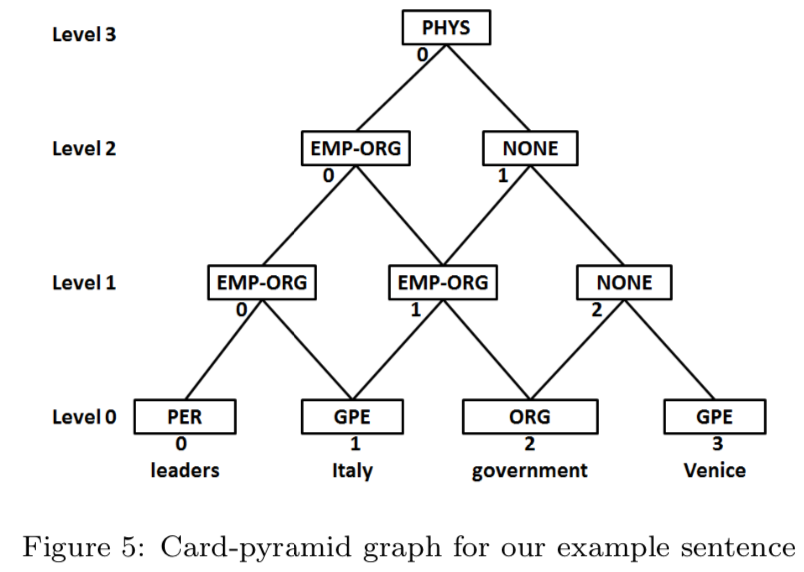 Level 3 PHYS
0
Level 2 EMP-ORG NONE
0 1
Level 1 EMP-ORG EMP-ORG NONE
0 1 2
Level 0 PER GPE ORG GPE
0 1 2 3
leaders Italy government Venice
Figure 5: Card-pyramid graph for our example sentence